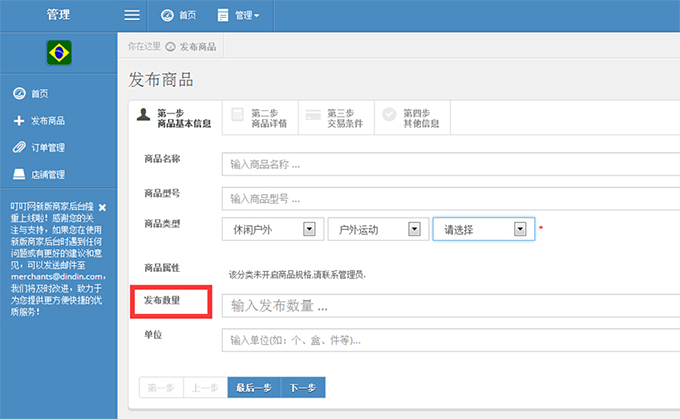 管理
首页
管理
你在这里 发布商品
首页
发布商品
订单管理
店铺管理
叮叮网新版商家后台隆
重上线啦！感谢您的关
注与支持，如果您在使用
新版商家后台时遇到任何
问题或有更好的建议和意
见，可以发送邮件至
merchants@dindin.com，
我们将及时改进，致力于
为您提供更方便快捷的优
质服务！
发布商品
第一步
商品基本信息
第二步
商品详情
第三步
交易条件
第四步
其他信息
商品名称
输入商品名称 ...
商品型号
输入商品型号 ...
商品类型
休闲户外
户外运动
请选择
*
商品属性
该分类未开启商品规格,请联系管理员.
发布数量
输入发布数量 ...
单位
输入单位(如：个、盒、件等)...
第一步
上一步
最后一步
下一步